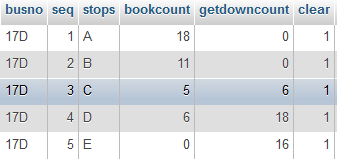 busno seq stops bookcount getdowncount clear
17D 1 A 18 0 1
17D 2 B 11 0 1
17D 3 C 5 6 1
17D 4 D 6 18 1
17D 5 E 0 16 1